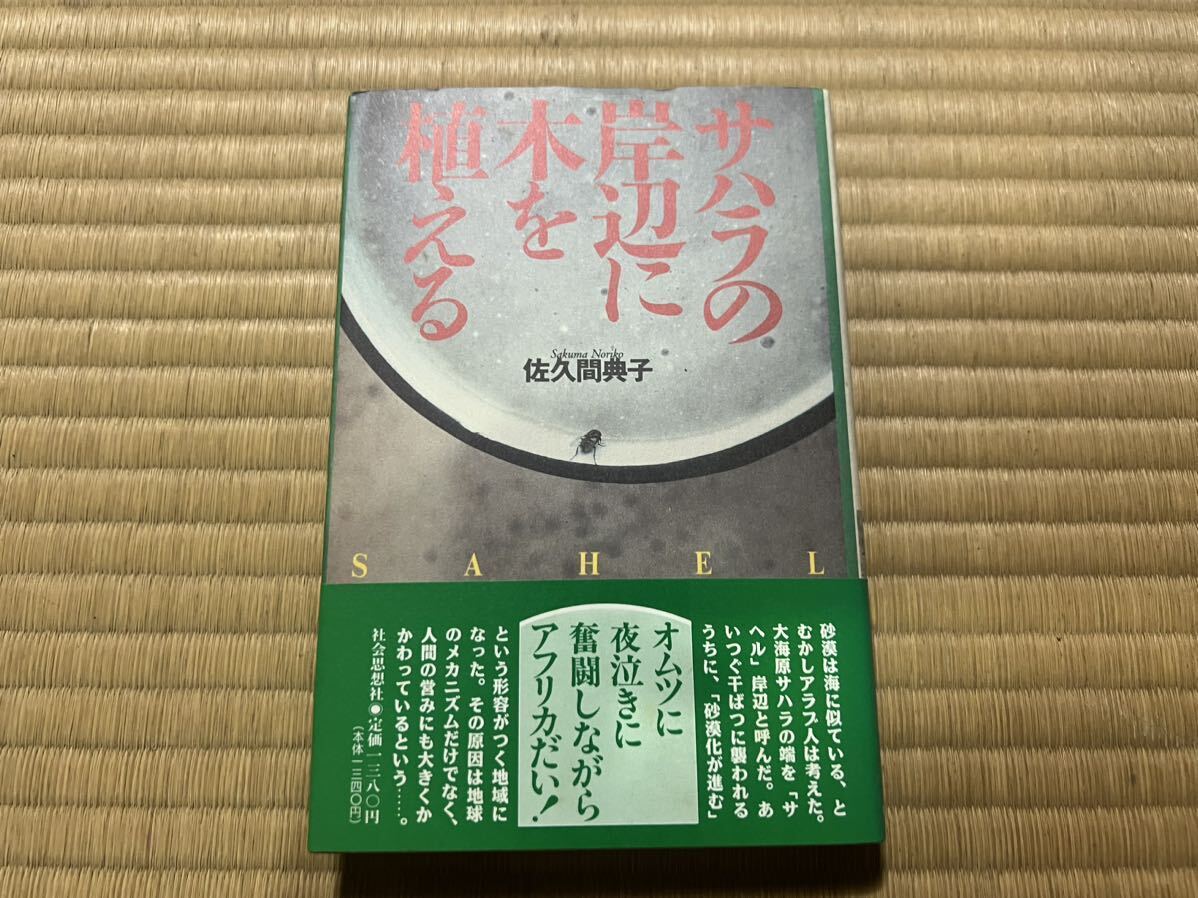 サハラの
岸辺に
木を
植える
Sakuma Noriko
佐久間典子
SAHEL
砂漠は海に似ている、と
むかしアラブ人は考えた。
大海原サハラの端を「サ
ヘル」岸辺と呼んだ。あ
いつぐ干ばつに襲われる
うちに、「砂漠化が進む」
オムツに
夜泣きに
奮闘しながら
アフリカだい!
という形容がつく地域に
なった。その原因は地球
のメカニズムだけでなく、
人間の営みにも大きくか
かわっているという……。
社会思想社◉定価一三八〇円
(本体一三四〇円)